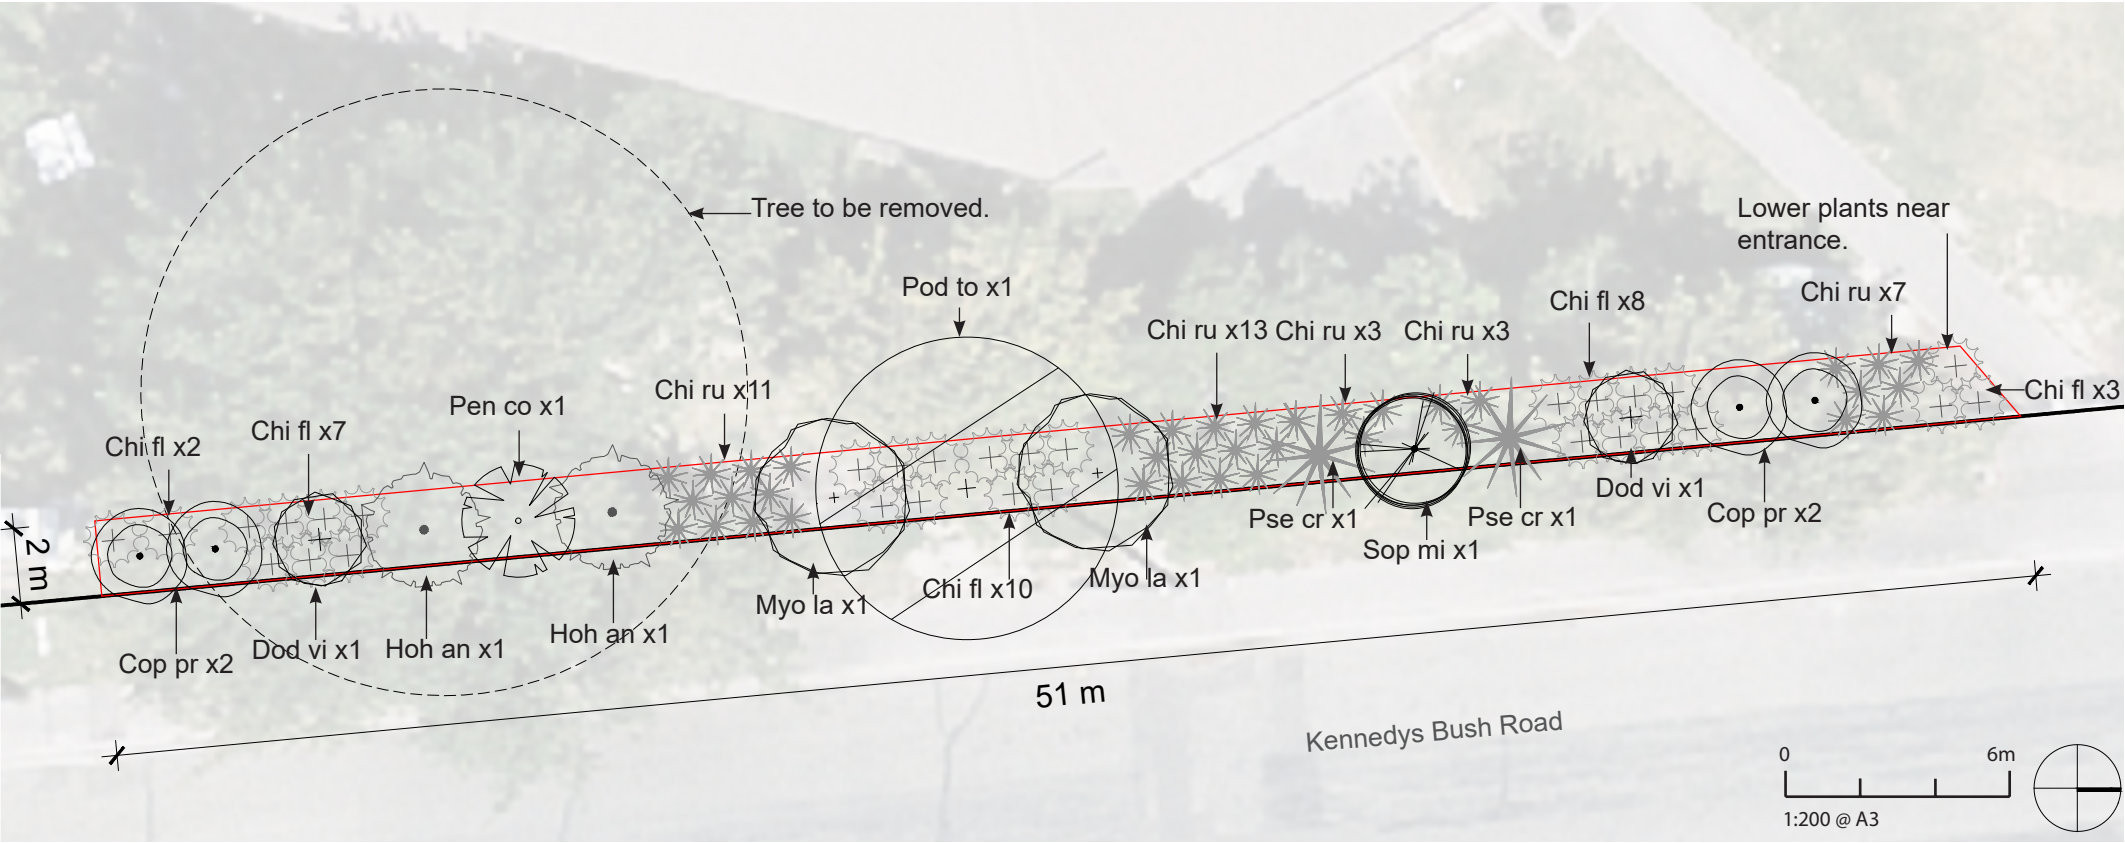 Tree to be removed.
Lower plants near
entrance.
Pod to x1
Chi fl x8
Chi ru x7
Chi ru x13
Chi ru x3
Chi ru x3
Chi ru x11
Chi fl x3
Pen co x1
Chi fl x7
Chi fl x2
Dod vi x1
Cop pr x2
Pse cr x1
Pse cr x1
Sop mi x1
2 m
Myo la x1
Chi fl x10
Myo la x1
Hoh an x1
Hoh an x1
Dod vi x1
Cop pr x2
51 m
Kennedys Bush Road
0 6m
1:200 @ A3